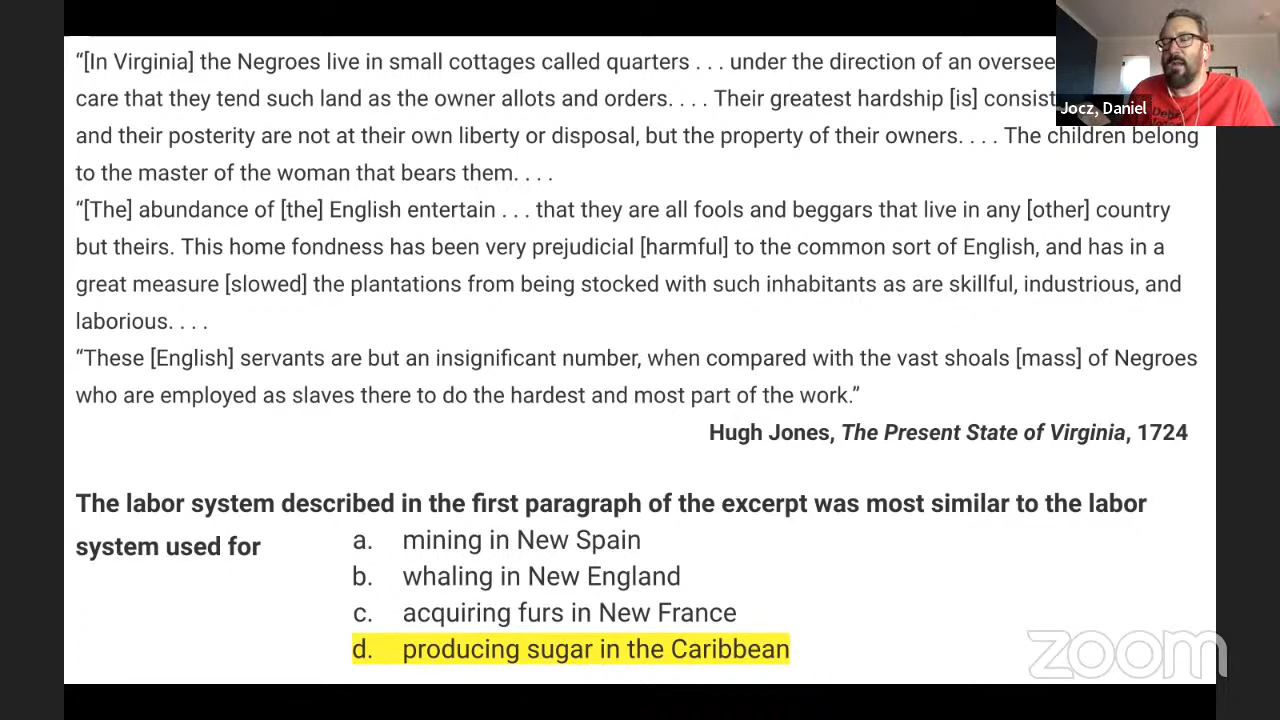 “[In Virginia] the Negroes live in small cottages called quarters . . . under the direction of an
care that they tend such land as the owner allots and orders. . . . Their greatest hardship [is]
Jocz, Daniel
and their posterity are not at their own liberty or disposal, but the property of their owners. . . . The children belong
to the master of the woman that bears them. . . .
“[The] abundance of [the] English entertain . . . that they are all fools and beggars that live in any [other] country
but theirs. This home fondness has been very prejudicial [harmful] to the common sort of English, and has in a
great measure [slowed] the plantations from being stocked with such inhabitants as are skillful, industrious, and
laborious. . . .
“These [English] servants are but an insignificant number, when compared with the vast shoals [mass] of Negroes
who are employed as slaves there to do the hardest and most part of the work.”
Hugh Jones, The Present State of Virginia, 1724
The labor system described in the first paragraph of the excerpt was most similar to the labor
system used for
a. mining in New Spain
b. whaling in New England
c. acquiring furs in New France
d. producing sugar in the Caribbean
zoom